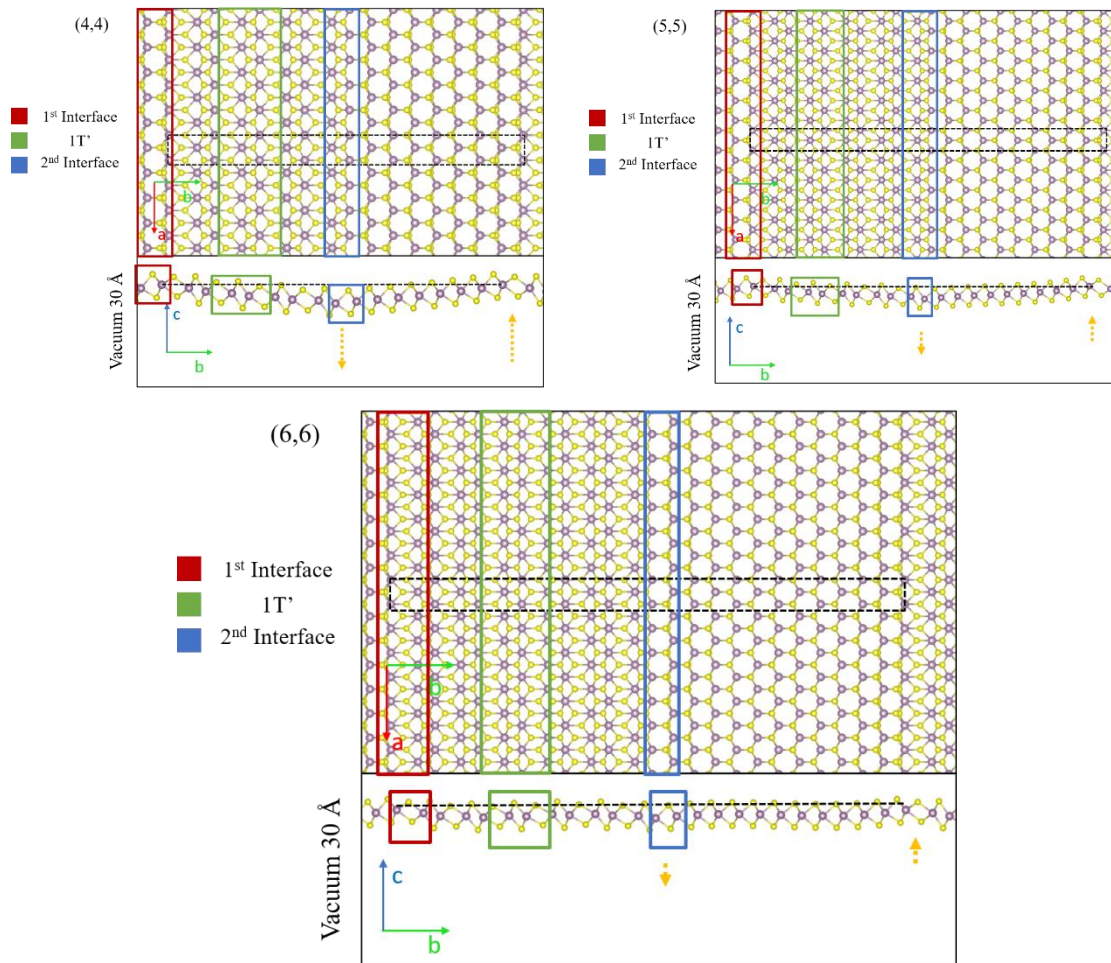 (4,4)
1st Interface
1T’
2nd Interface
b
a
Vacuum 30 Å
c
b
(5,5)
1st Interface
1T’
2nd Interface
b
a
Vacuum 30 Å
c
b
(6,6)
1st Interface
1T’
2nd Interface
b
a
Vacuum 30 Å
c
b